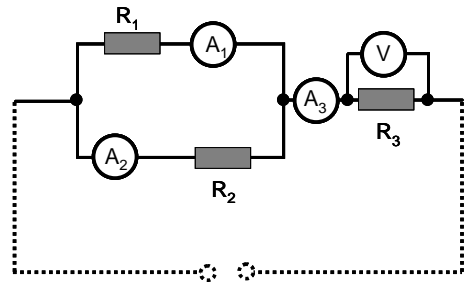 R₁
A₁
V
A₃
R₃
A₂
R₂